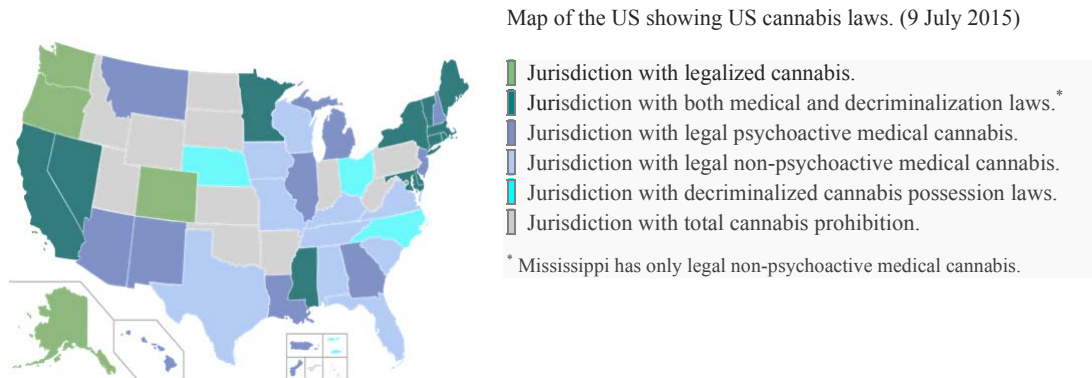 Map of the US showing US cannabis laws. (9 July 2015)
Jurisdiction with legalized cannabis.
Jurisdiction with both medical and decriminalization laws.*
Jurisdiction with legal psychoactive medical cannabis.
Jurisdiction with legal non-psychoactive medical cannabis.
Jurisdiction with decriminalized cannabis possession laws.
Jurisdiction with total cannabis prohibition.
* Mississippi has only legal non-psychoactive medical cannabis.